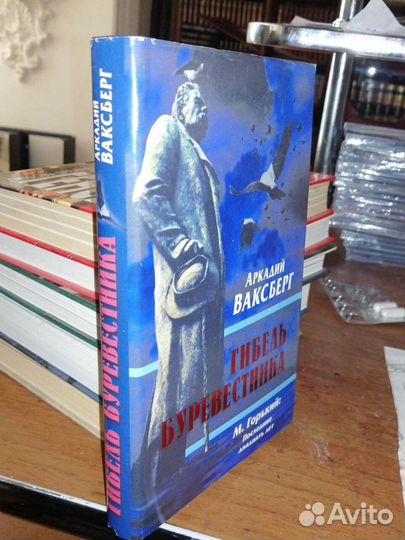 АРКАДИЙ
ВАКСБЕРГ
ГИБЕЛЬ БУРЕВЕСТНИКА
АРКАДИЙ
ВАКСБЕРГ
ГИБЕЛЬ
БУРЕВЕСТНИКА
М. Горький:
Последние
двадцать лет
Avito